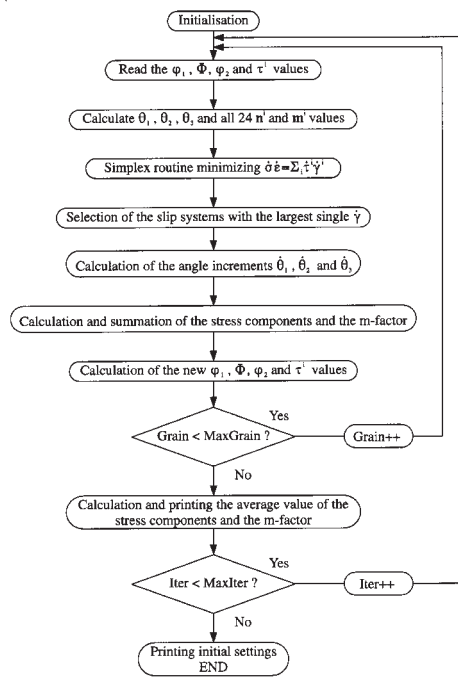 Initialisation
Read the φ₁ , Φ, φ₂ and τⁱ values
Calculate θ₁ , θ₂ , θ₃ and all 24 nⁱ and mⁱ values
Simplex routine minimizing σ̇ε̇=Σᵢτ̇ⁱγ̇ⁱ
Selection of the slip systems with the largest single γ̇
Calculation of the angle increments θ̇₁ , θ̇₂ and θ̇₃
Calculation and summation of the stress components and the m-factor
Calculation of the new φ₁ , Φ, φ₂ and τⁱ values
Yes
Grain < MaxGrain ?
Grain++
No
Calculation and printing the average value of the
stress components and the m-factor
Yes
Iter < MaxIter ?
Iter++
No
Printing initial settings
END